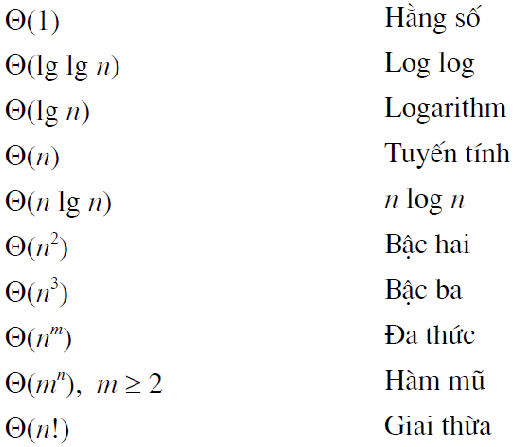 Θ(1) Hằng số
Θ(lg lg n) Log log
Θ(lg n) Logarithm
Θ(n) Tuyến tính
Θ(n lg n) n log n
Θ(n²) Bậc hai
Θ(n³) Bậc ba
Θ(nᵐ) Đa thức
Θ(mⁿ), m ≥ 2 Hàm mũ
Θ(n!) Giai thừa